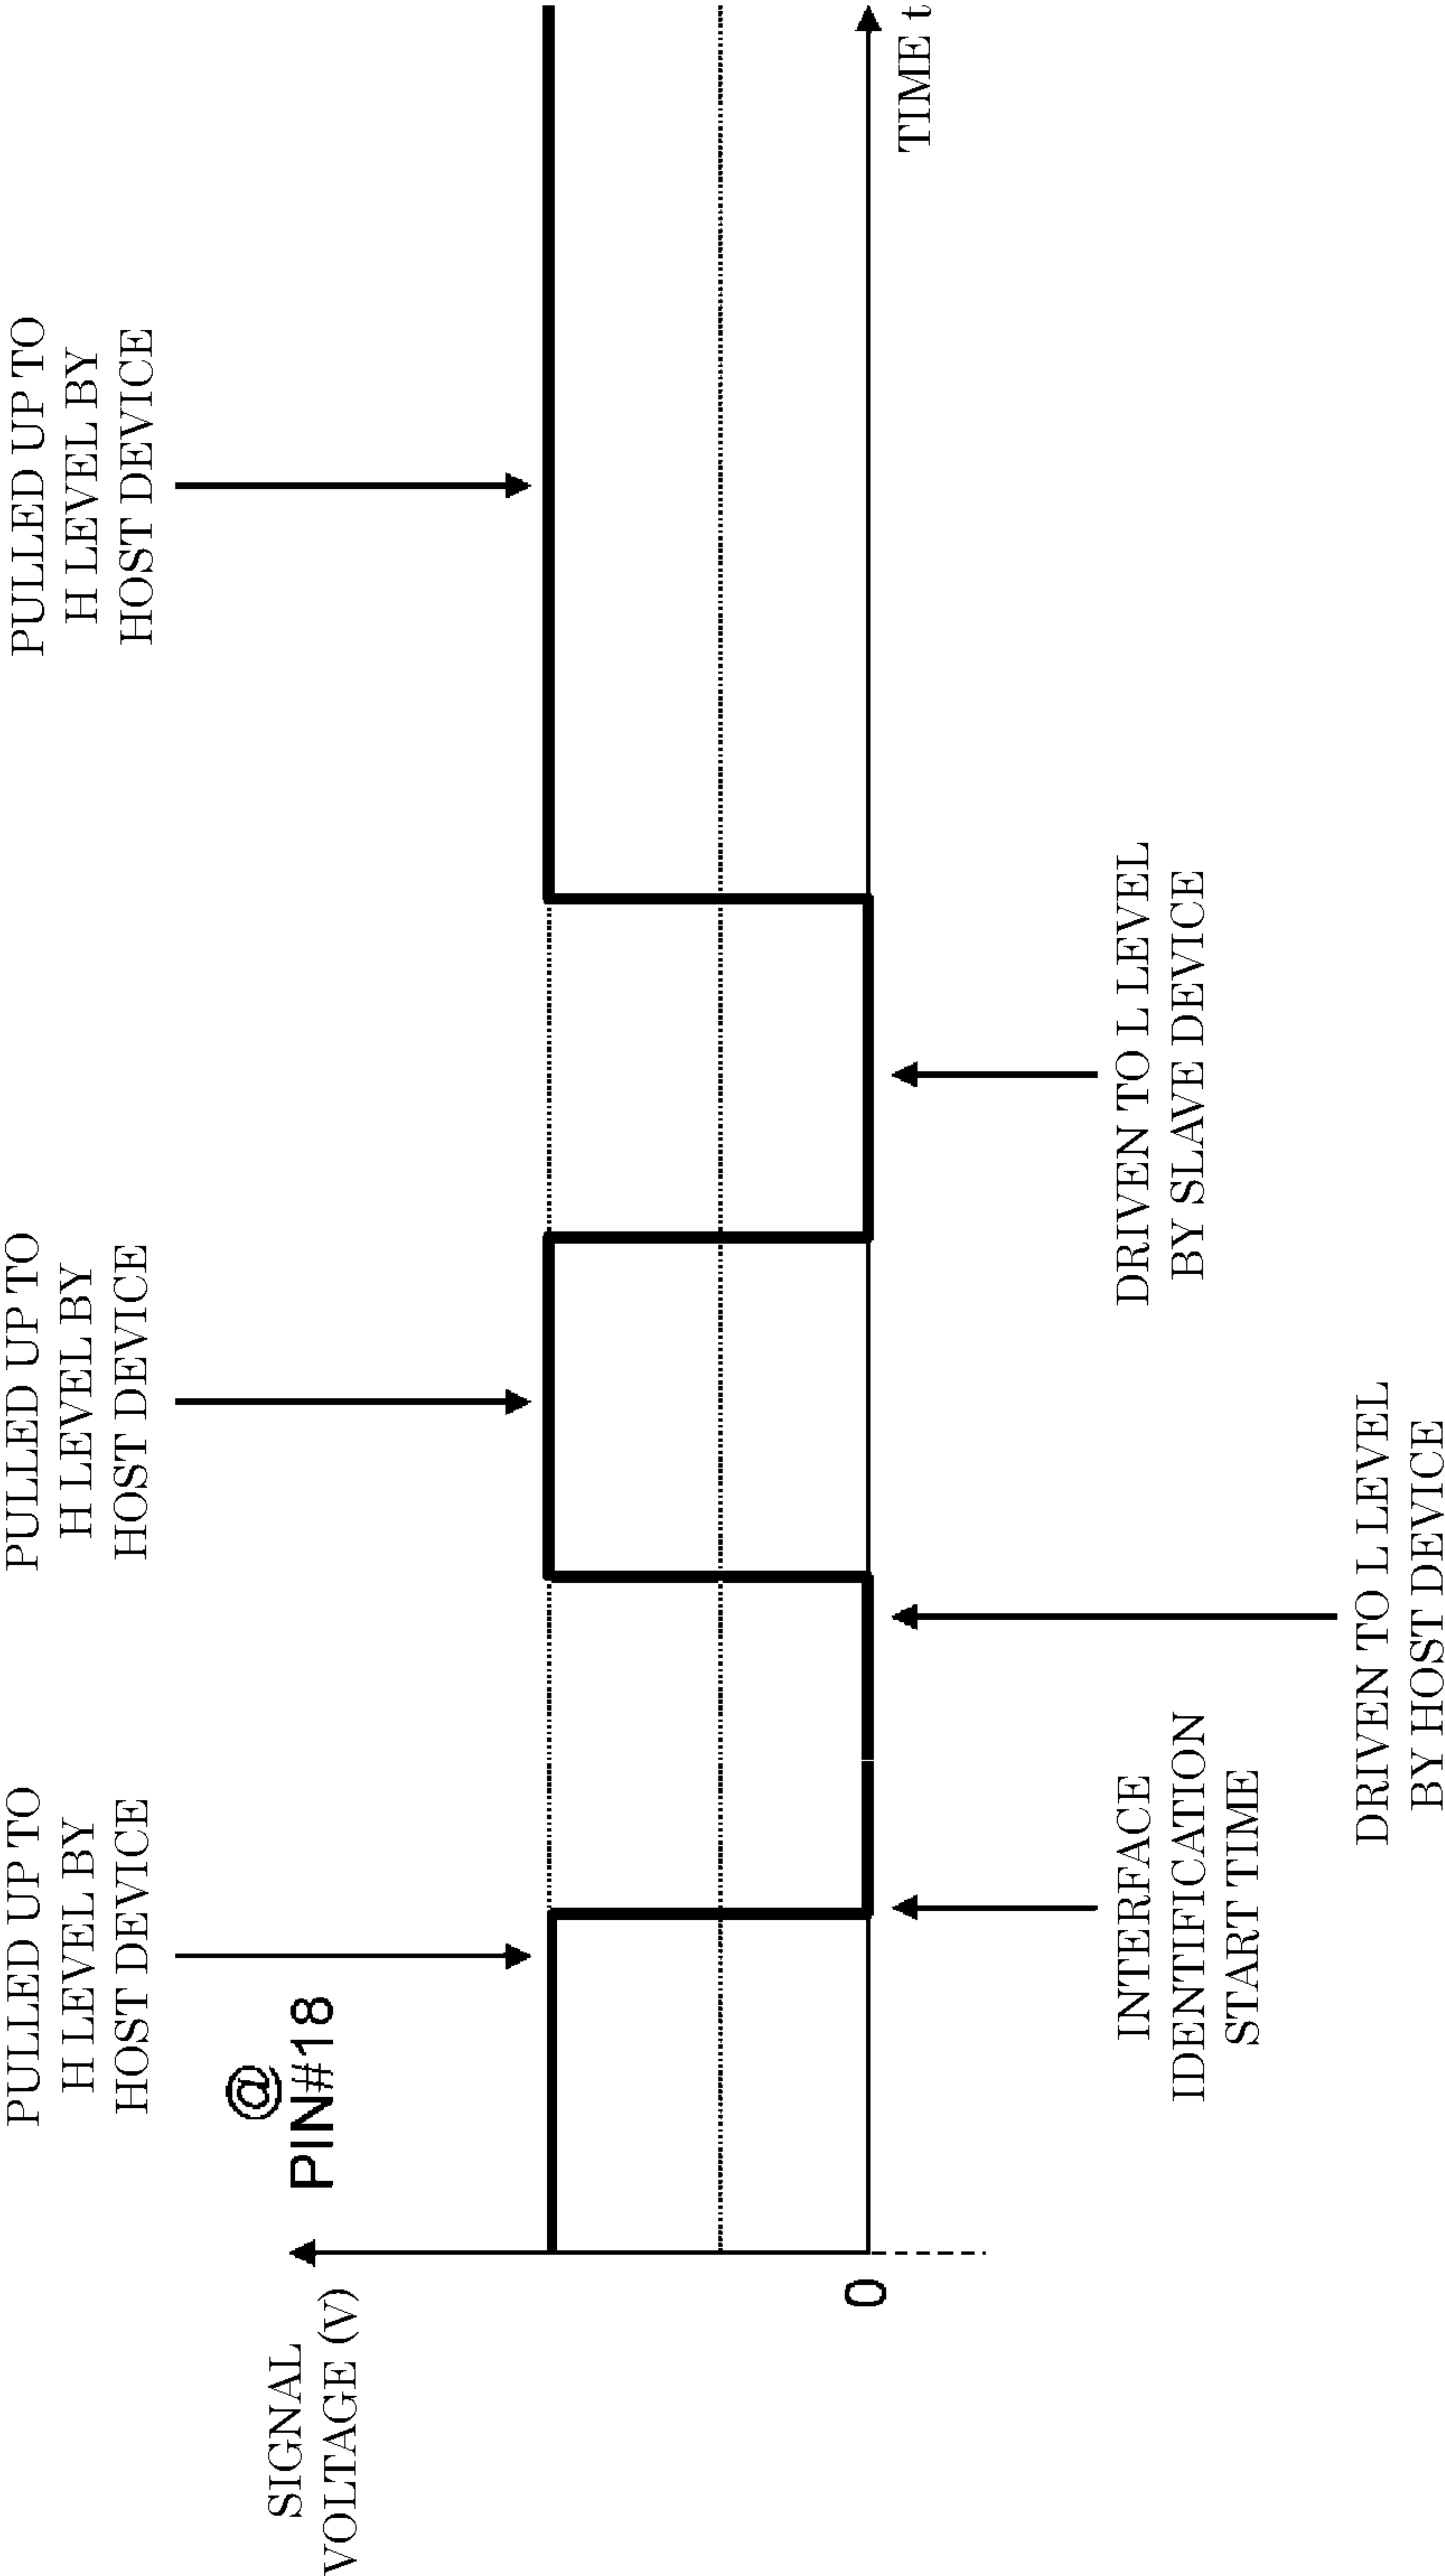 SIGNAL
VOLTAGE (V)
@
PIN#18
PULLED UP TO
H LEVEL BY
HOST DEVICE
PULLED UP TO
H LEVEL BY
HOST DEVICE
PULLED UP TO
H LEVEL BY
HOST DEVICE
0
TIME t
INTERFACE
IDENTIFICATION
START TIME
DRIVEN TO L LEVEL
BY HOST DEVICE
DRIVEN TO L LEVEL
BY SLAVE DEVICE